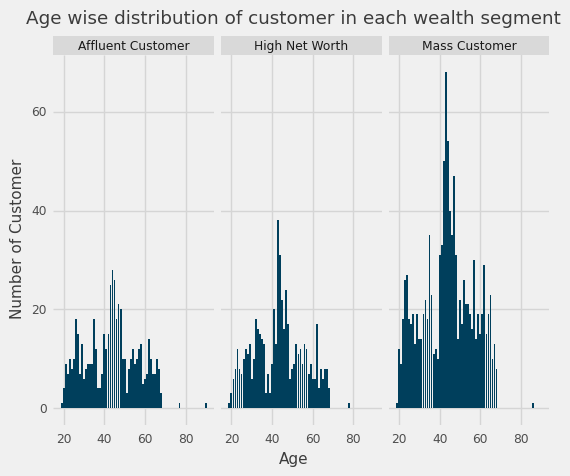 Age wise distribution of customer in each wealth segment
Affluent Customer
High Net Worth
Mass Customer
Number of Customer
60
40
20
0
20 40 60 80
20 40 60 80
20 40 60 80
Age